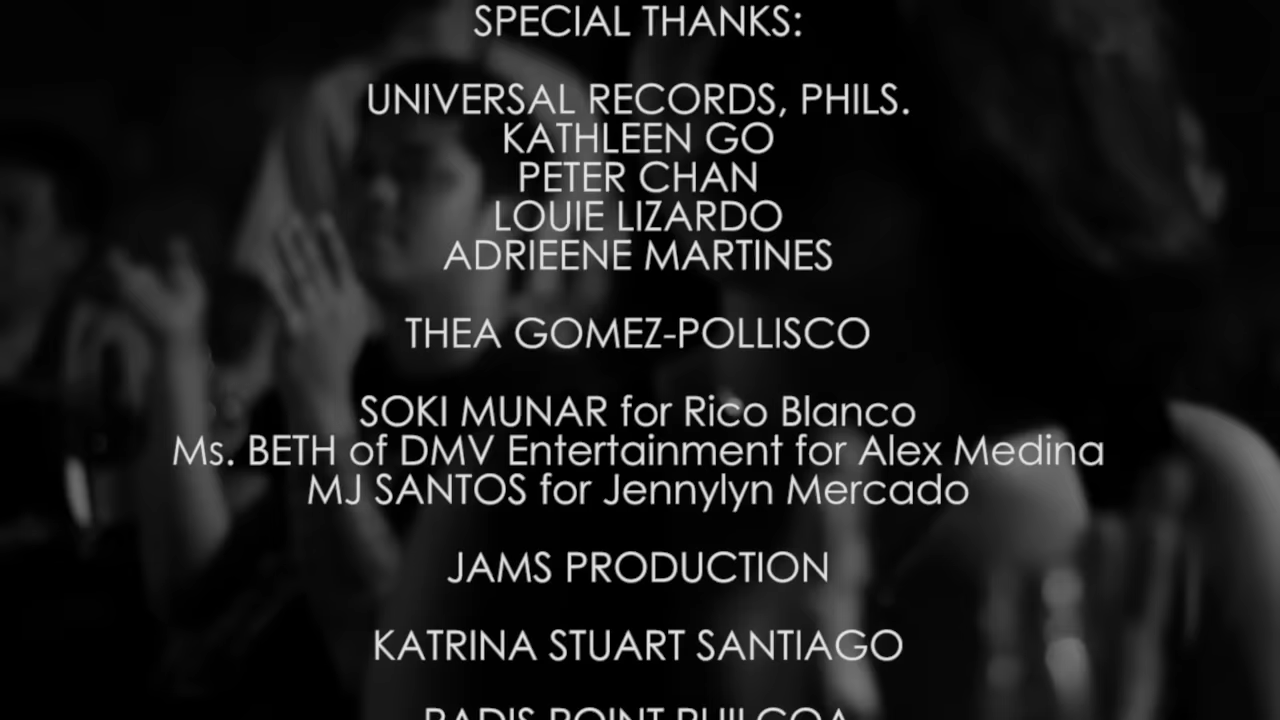 SPECIAL THANKS:
UNIVERSAL RECORDS, PHILS.
KATHLEEN GO
PETER CHAN
LOUIE LIZARDO
ADRIEENE MARTINES
THEA GOMEZ-POLLISCO
SOKI MUNAR for Rico Blanco
Ms. BETH of DMV Entertainment for Alex Medina
MJ SANTOS for Jennylyn Mercado
JAMS PRODUCTION
KATRINA STUART SANTIAGO
POINT